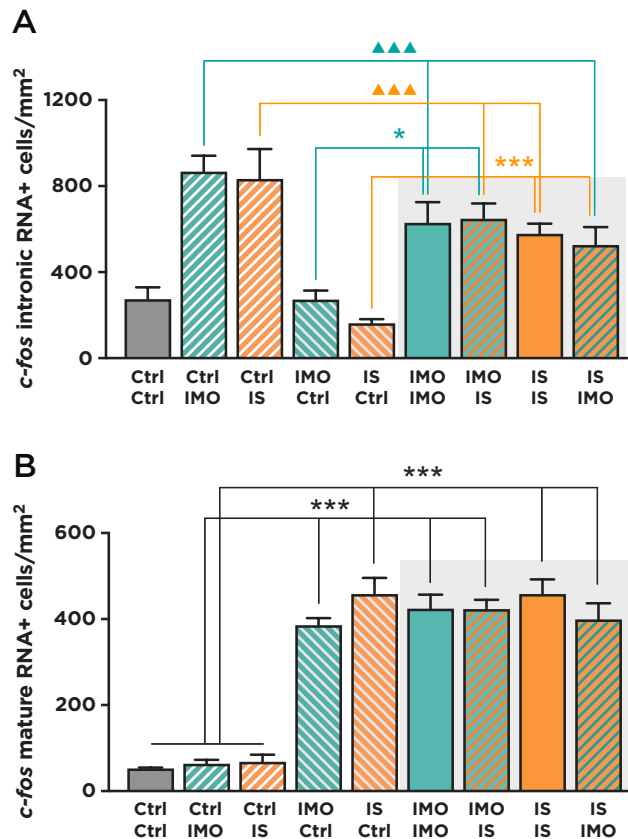 A
▲▲▲
▲▲▲
*
***
c-fos intronic RNA+ cells/mm²
1200
800
400
0
Ctrl Ctrl Ctrl IMO IS IMO IMO IS IS
Ctrl IMO IS Ctrl Ctrl IMO IS IS IMO
B
***
***
c-fos mature RNA+ cells/mm²
600
400
200
0
Ctrl Ctrl Ctrl IMO IS IMO IMO IS IS
Ctrl IMO IS Ctrl Ctrl IMO IS IS IMO